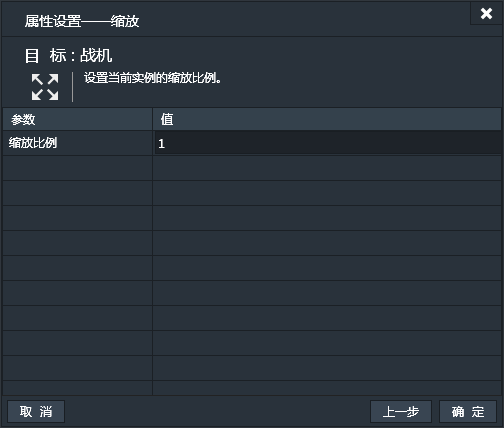 属性设置——缩放
目 标:战机
设置当前实例的缩放比例。
参数 值
缩放比例 1
取 消 上一步 确 定